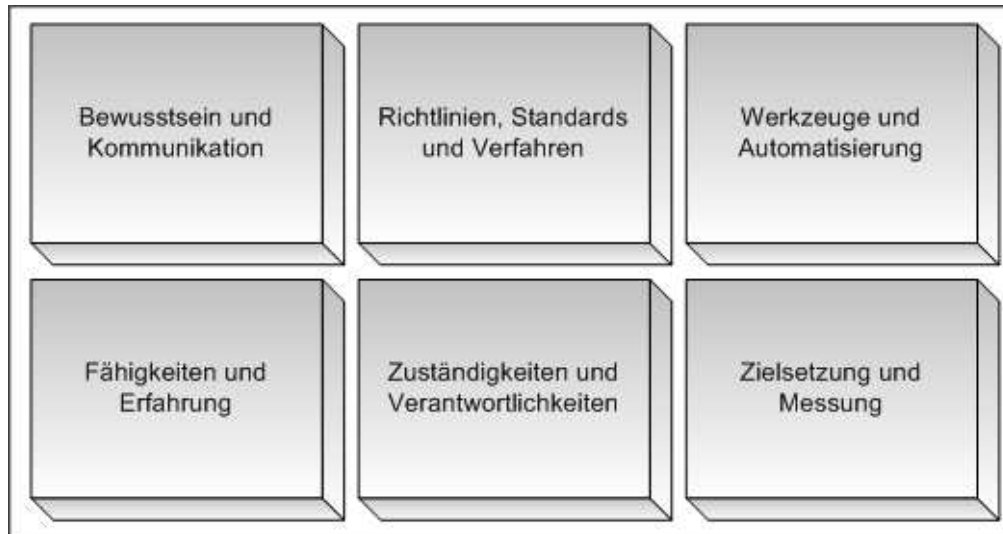 Bewusstsein und
Kommunikation
Richtlinien, Standards
und Verfahren
Werkzeuge und
Automatisierung
Fähigkeiten und
Erfahrung
Zuständigkeiten und
Verantwortlichkeiten
Zielsetzung und
Messung